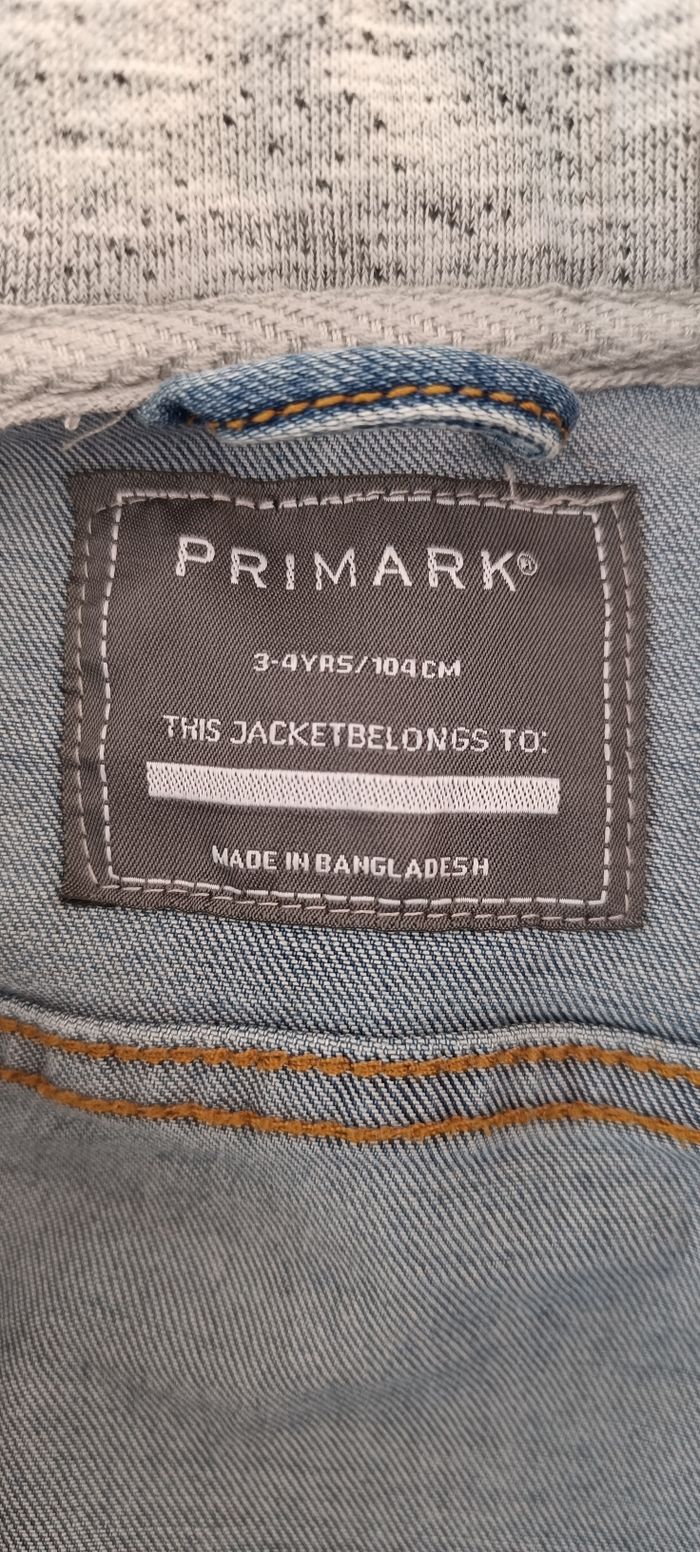 PRIMARK®
3-4YRS/104CM
THIS JACKETBELONGS TO:
MADE IN BANGLADESH